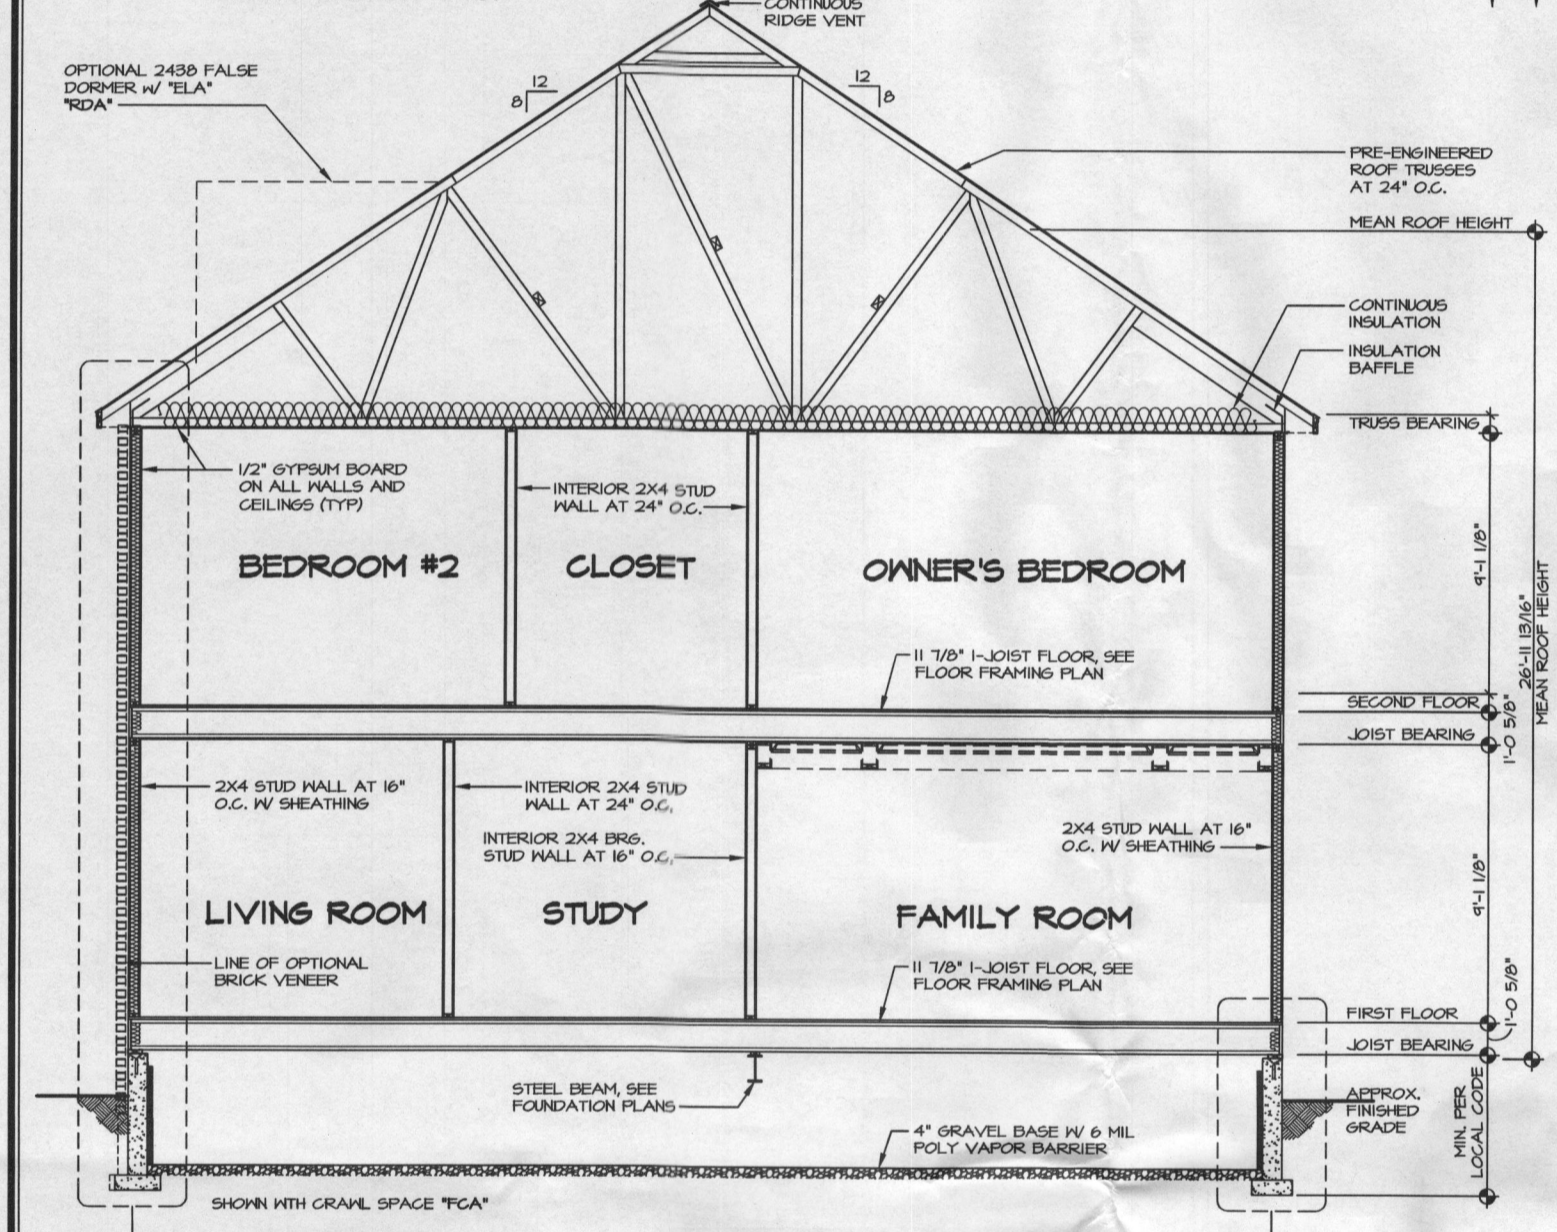 CONTINUOUS
RIDGE VENT
OPTIONAL 2438 FALSE
DORMER W/ "ELA"
"RDA"
12
8
12
8
PRE-ENGINEERED
ROOF TRUSSES
AT 24" O.C.
MEAN ROOF HEIGHT
CONTINUOUS
INSULATION
INSULATION
BAFFLE
TRUSS BEARING
1/2" GYPSUM BOARD
ON ALL WALLS AND
CEILINGS (TYP)
INTERIOR 2X4 STUD
WALL AT 24" O.C.
BEDROOM #2
CLOSET
OWNER'S BEDROOM
9'-1 1/8"
26'-11 13/16"
MEAN ROOF HEIGHT
11 7/8" I-JOIST FLOOR, SEE
FLOOR FRAMING PLAN
SECOND FLOOR
1'-0 5/8"
JOIST BEARING
2X4 STUD WALL AT 16"
O.C. W/ SHEATHING
INTERIOR 2X4 STUD
WALL AT 24" O.C.
INTERIOR 2X4 BRG.
STUD WALL AT 16" O.C.
2X4 STUD WALL AT 16"
O.C. W/ SHEATHING
9'-1 1/8"
LIVING ROOM
STUDY
FAMILY ROOM
LINE OF OPTIONAL
BRICK VENEER
11 7/8" I-JOIST FLOOR, SEE
FLOOR FRAMING PLAN
FIRST FLOOR
1'-0 5/8"
JOIST BEARING
STEEL BEAM, SEE
FOUNDATION PLANS
APPROX.
FINISHED
GRADE
MIN. PER
LOCAL CODE
4" GRAVEL BASE W/ 6 MIL
POLY VAPOR BARRIER
SHOWN WTH CRAWL SPACE "FCA"